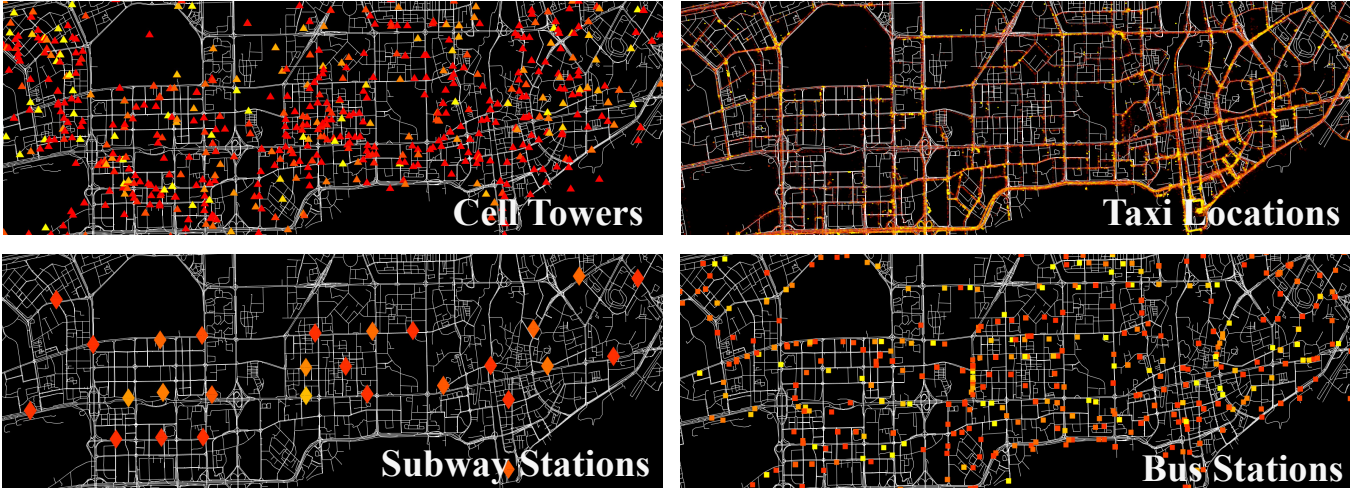 Cell Towers
Taxi Locations
Subway Stations
Bus Stations